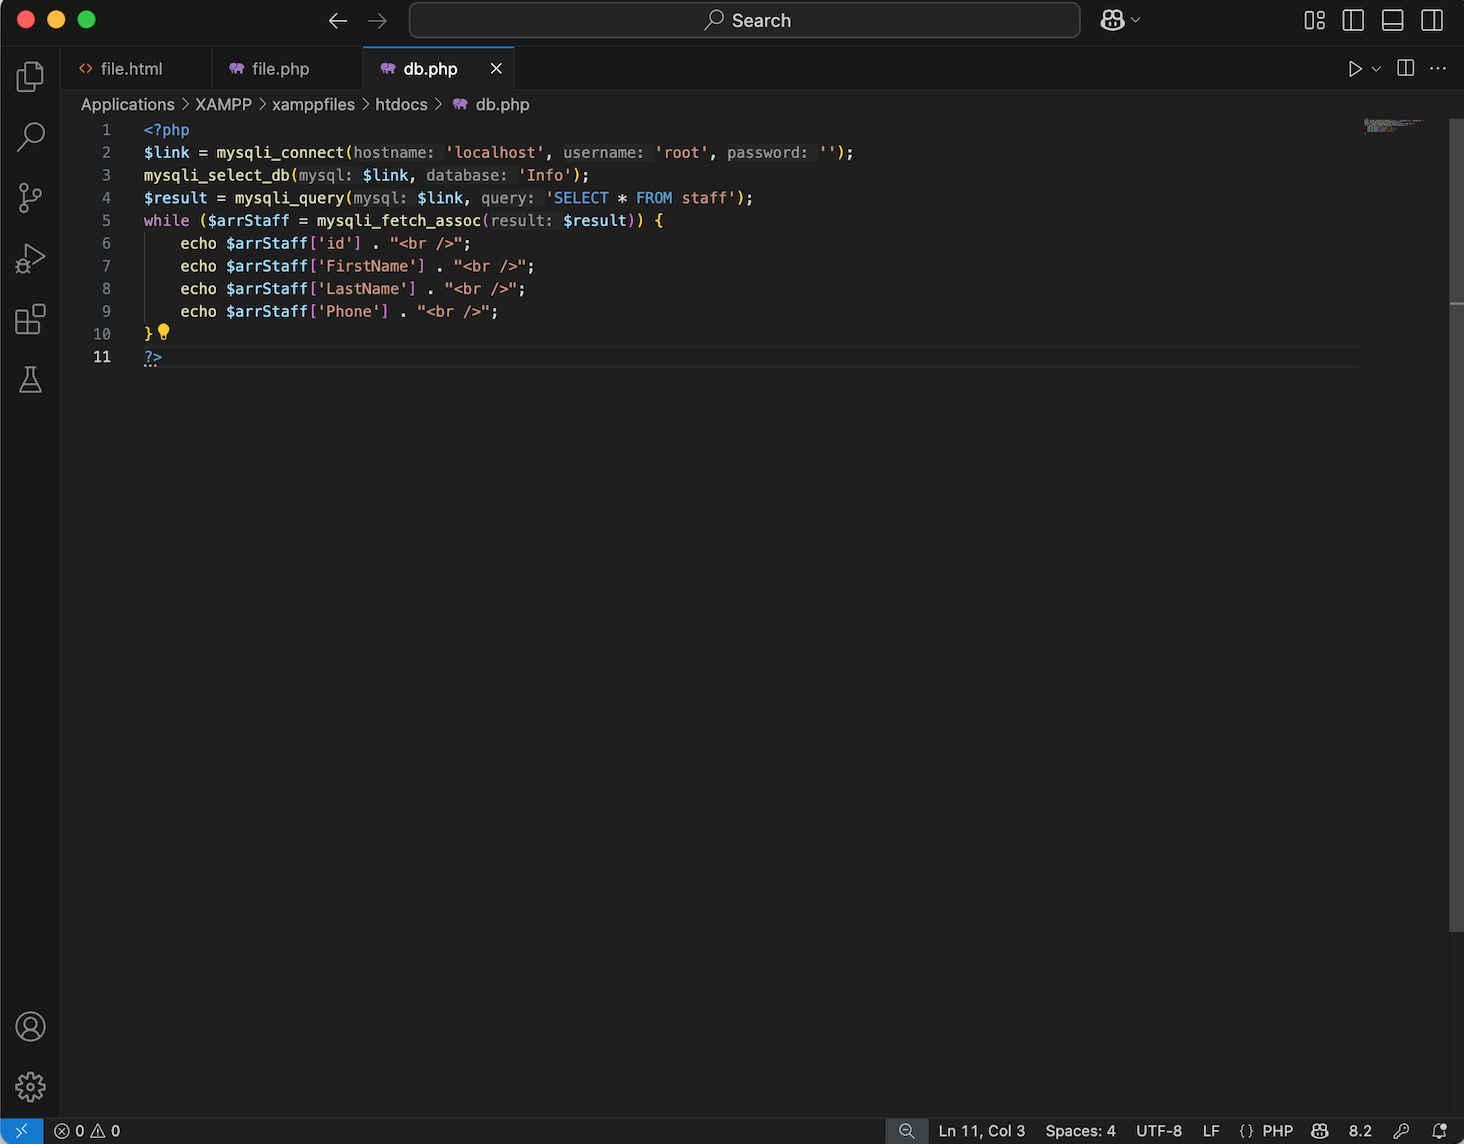 Search
file.html file.php db.php
Applications > XAMPP > xamppfiles > htdocs > db.php
1 <?php
2 $link = mysqli_connect(hostname: 'localhost', username: 'root', password: '');
3 mysqli_select_db(mysql: $link, database: 'Info');
4 $result = mysqli_query(mysql: $link, query: 'SELECT * FROM staff');
5 while ($arrStaff = mysqli_fetch_assoc(result: $result)) {
6 echo $arrStaff['id'] . "<br />";
7 echo $arrStaff['FirstName'] . "<br />";
8 echo $arrStaff['LastName'] . "<br />";
9 echo $arrStaff['Phone'] . "<br />";
10 }
11 ?>
0 0 Ln 11, Col 3 Spaces: 4 UTF-8 LF {} PHP 8.2